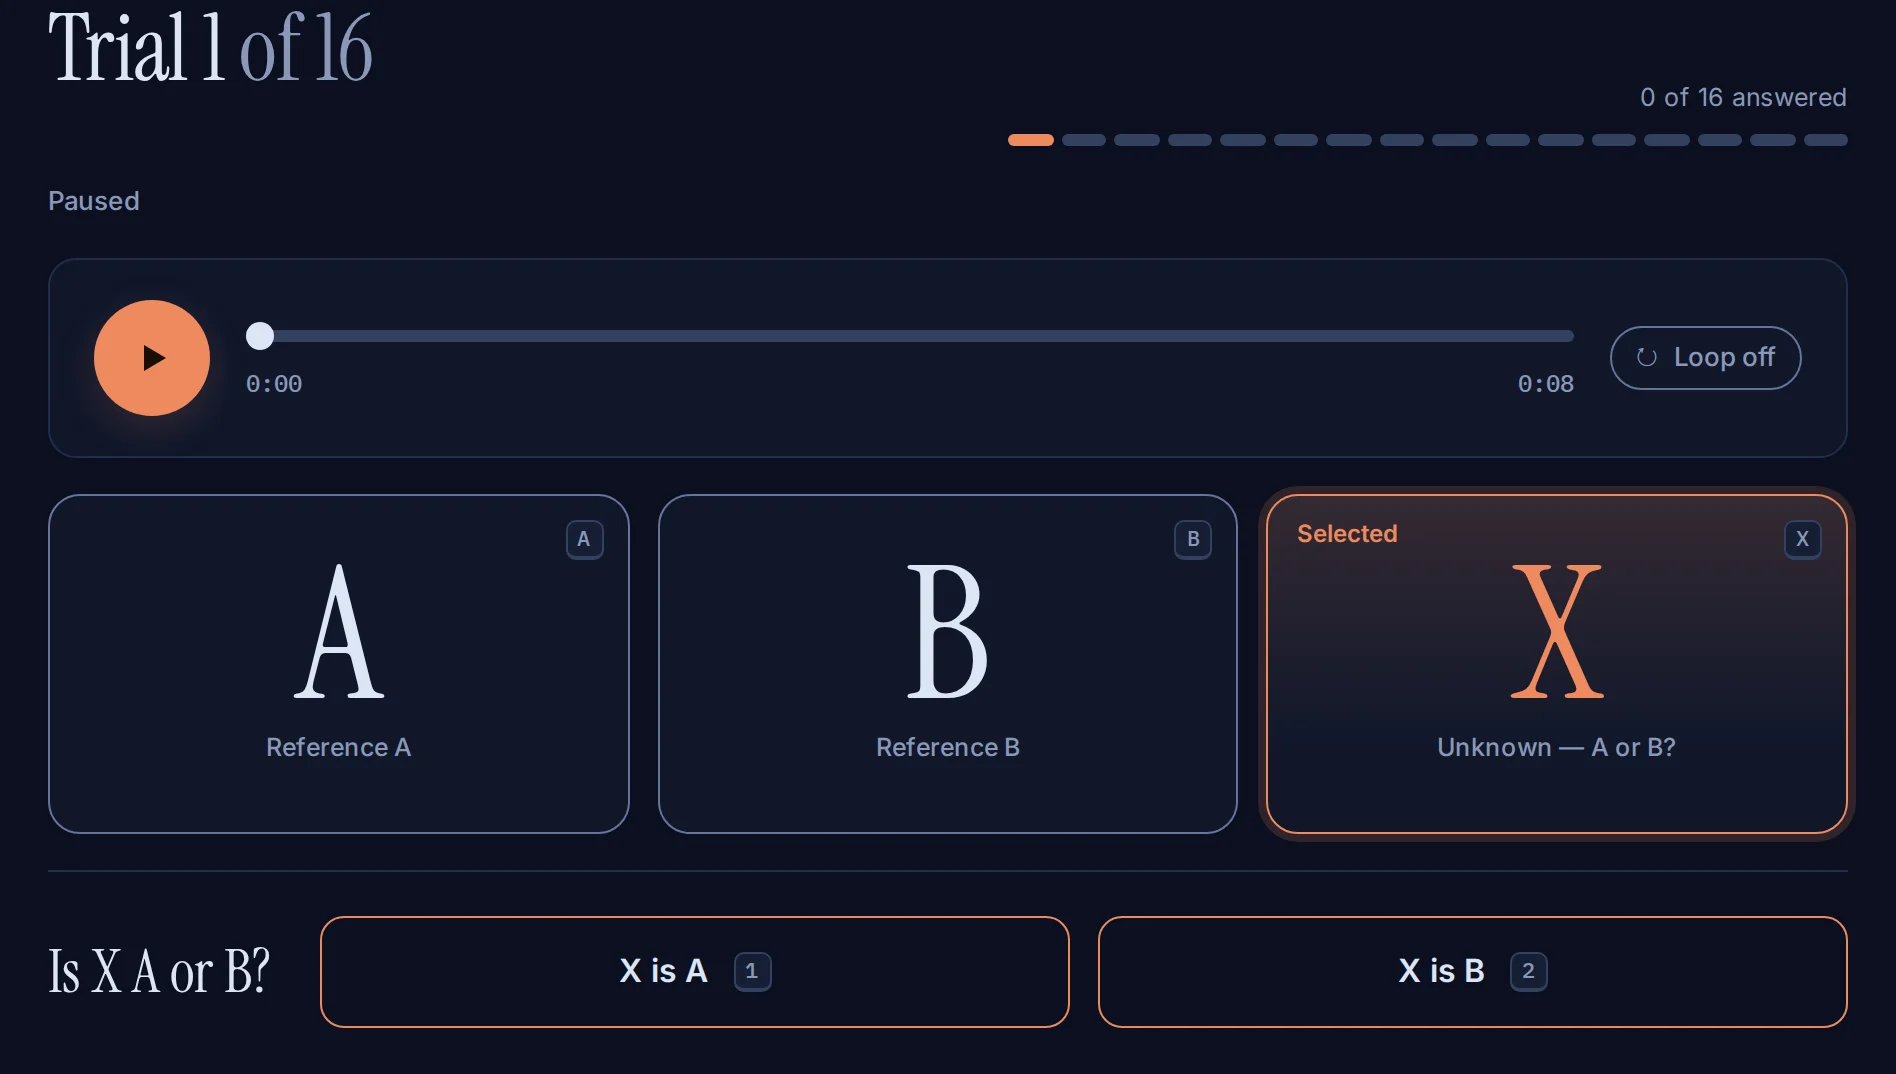 Trial 1 of 16
0 of 16 answered
Paused
0:00
0:08
Loop off
A
A
Reference A
B
B
Reference B
Selected
X
X
Unknown — A or B?
Is X A or B?
X is A 1
X is B 2